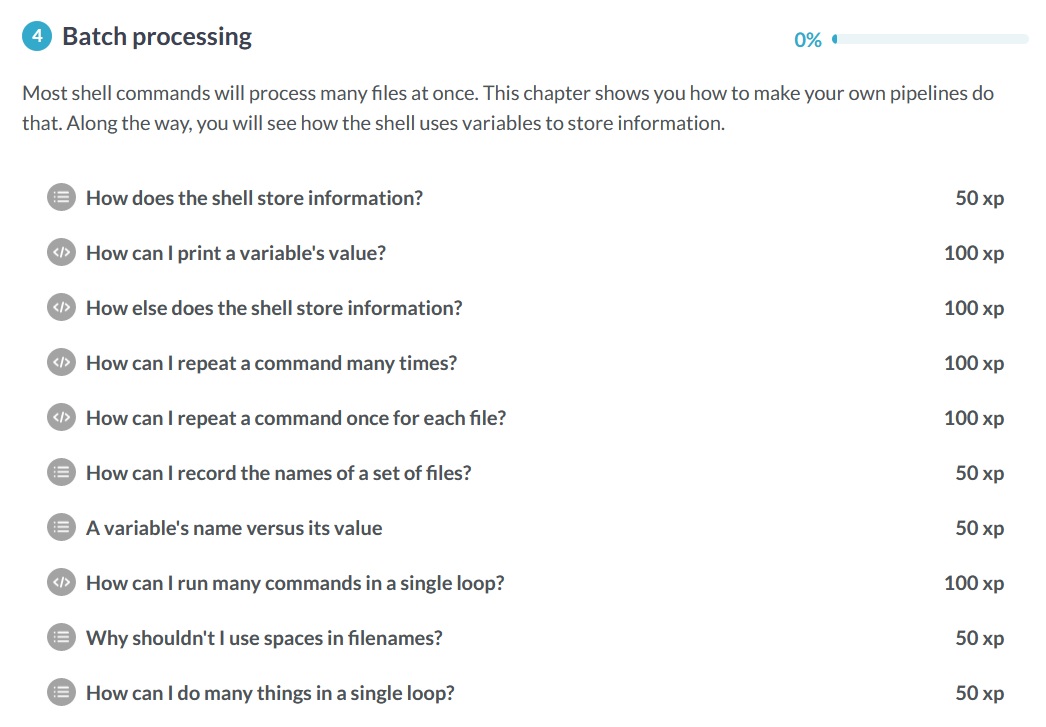 4 Batch processing 0%
Most shell commands will process many files at once. This chapter shows you how to make your own pipelines do
that. Along the way, you will see how the shell uses variables to store information.
How does the shell store information? 50 xp
</> How can I print a variable's value? 100 xp
</> How else does the shell store information? 100 xp
</> How can I repeat a command many times? 100 xp
</> How can I repeat a command once for each file? 100 xp
How can I record the names of a set of files? 50 xp
A variable's name versus its value 50 xp
</> How can I run many commands in a single loop? 100 xp
Why shouldn't I use spaces in filenames? 50 xp
How can I do many things in a single loop? 50 xp